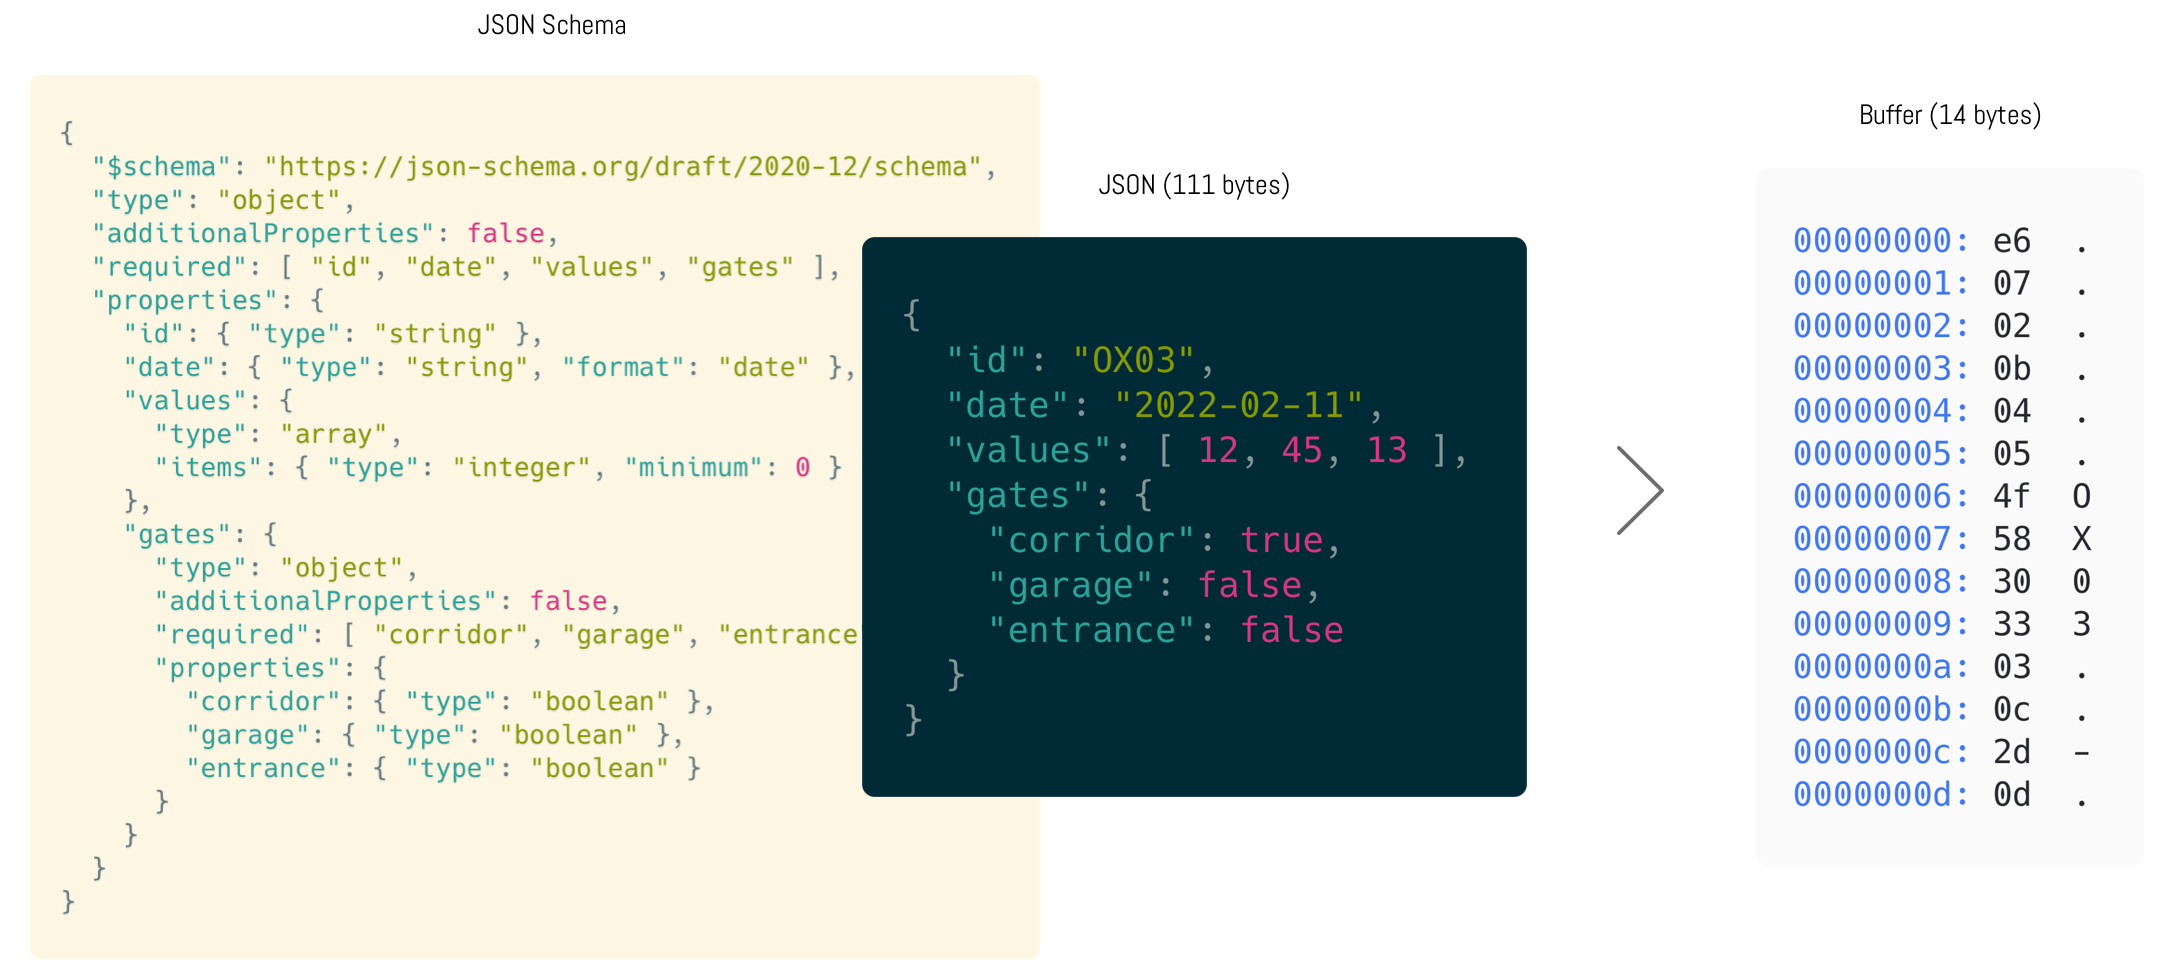 JSON Schema
{
  "$schema": "https://json-schema.org/draft/2020-12/schema",
  "type": "object",
  "additionalProperties": false,
  "required": [ "id", "date", "values", "gates" ],
  "properties": {
    "id": { "type": "string" },
    "date": { "type": "string", "format": "date" },
    "values": {
      "type": "array",
      "items": { "type": "integer", "minimum": 0 }
    },
    "gates": {
      "type": "object",
      "additionalProperties": false,
      "required": [ "corridor", "garage", "entrance
      "properties": {
        "corridor": { "type": "boolean" },
        "garage": { "type": "boolean" },
        "entrance": { "type": "boolean" }
      }
    }
  }
}
JSON (111 bytes)
{
  "id": "OX03",
  "date": "2022-02-11",
  "values": [ 12, 45, 13 ],
  "gates": {
    "corridor": true,
    "garage": false,
    "entrance": false
  }
}
Buffer (14 bytes)
00000000: e6 .
00000001: 07 .
00000002: 02 .
00000003: 0b .
00000004: 04 .
00000005: 05 .
00000006: 4f O
00000007: 58 X
00000008: 30 0
00000009: 33 3
0000000a: 03 .
0000000b: 0c .
0000000c: 2d -
0000000d: 0d .